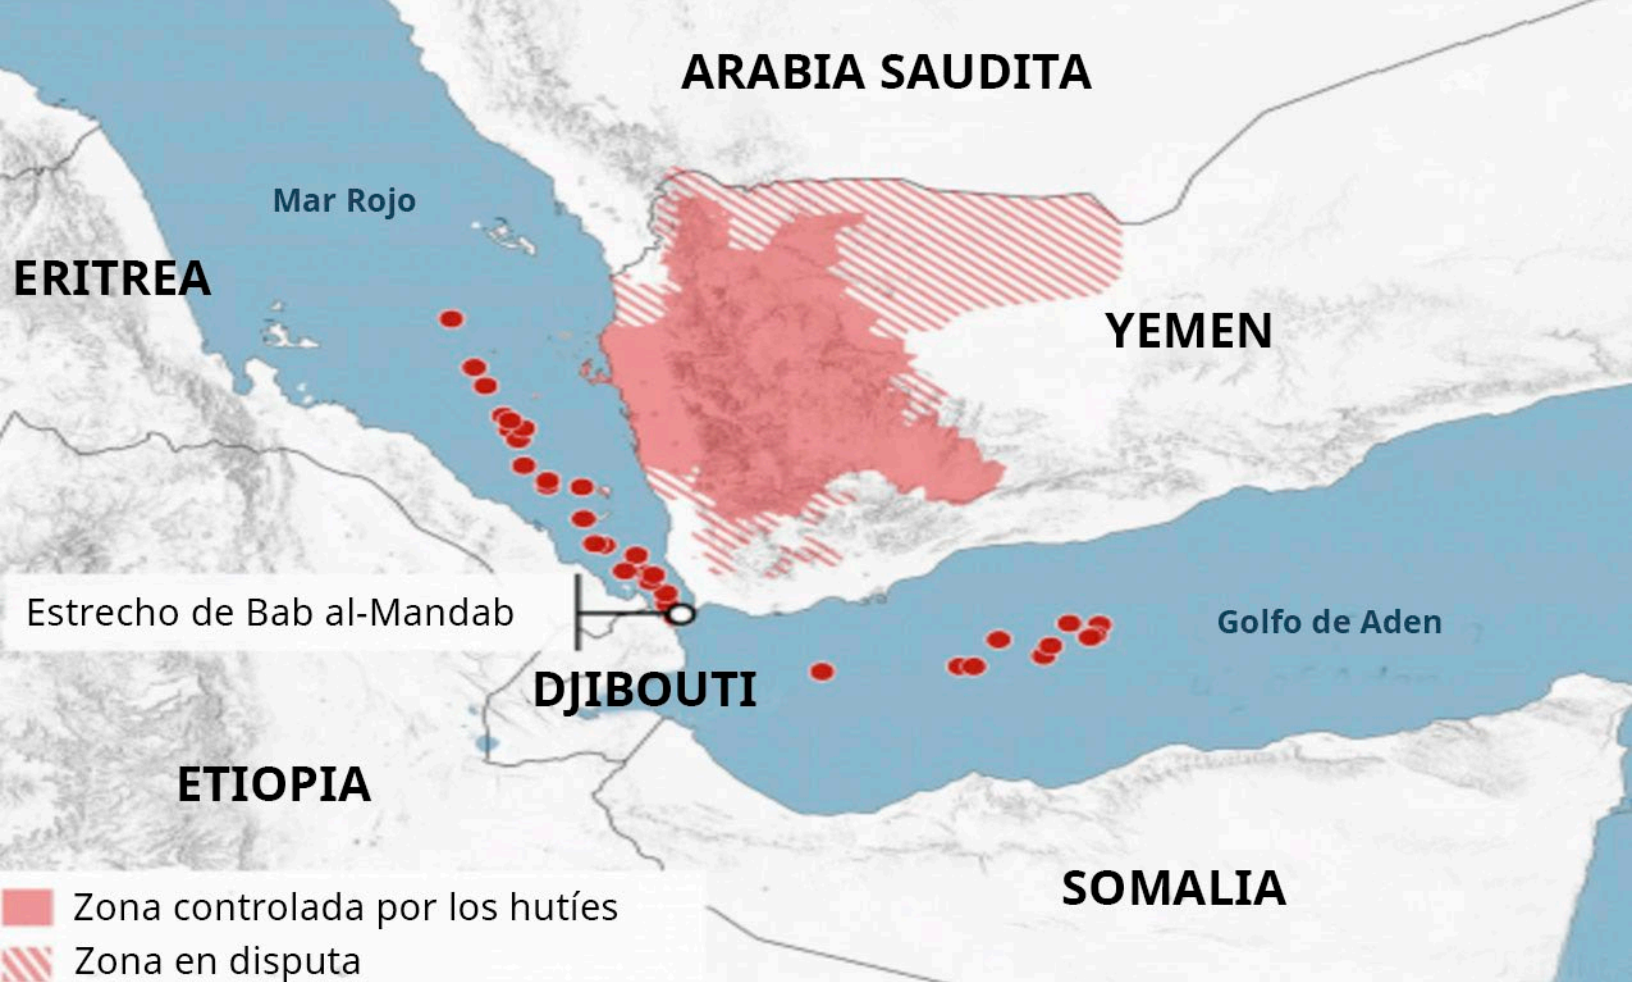 ARABIA SAUDITA
Mar Rojo
ERITREA
YEMEN
Estrecho de Bab al-Mandab
Golfo de Aden
DJIBOUTI
ETIOPIA
SOMALIA
Zona controlada por los hutíes
Zona en disputa